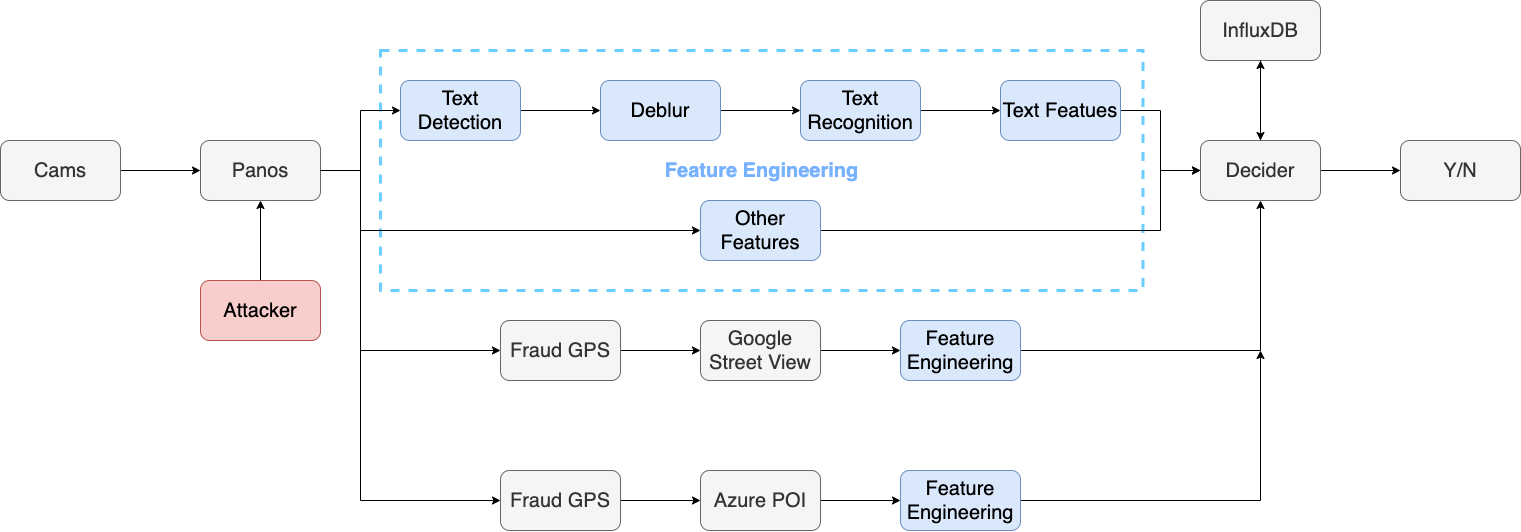 InfluxDB
Text
Detection
Deblur
Text
Recognition
Text Featues
Cams
Panos
Feature Engineering
Decider
Y/N
Other
Features
Attacker
Fraud GPS
Google
Street View
Feature
Engineering
Fraud GPS
Azure POI
Feature
Engineering